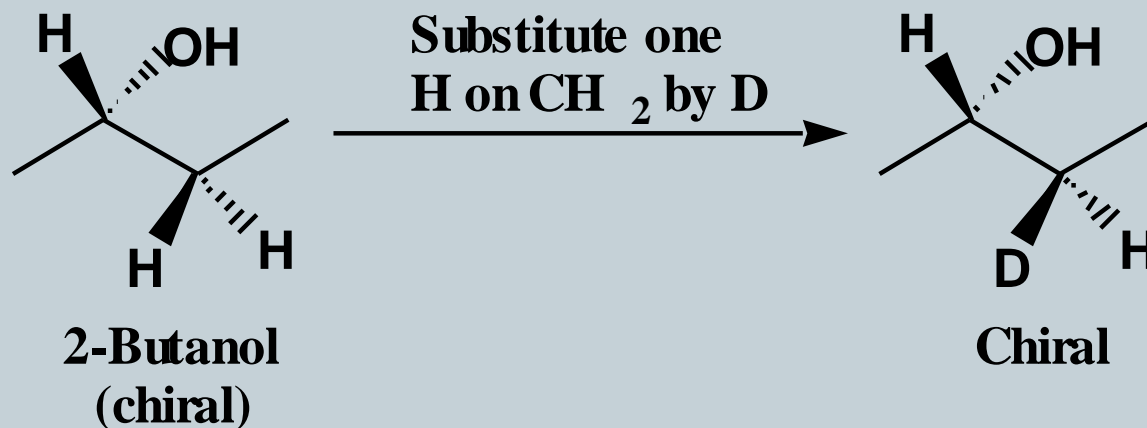 H OH
H H
2-Butanol
(chiral)
Substitute one
H on CH 2 by D
H OH
D H
Chiral